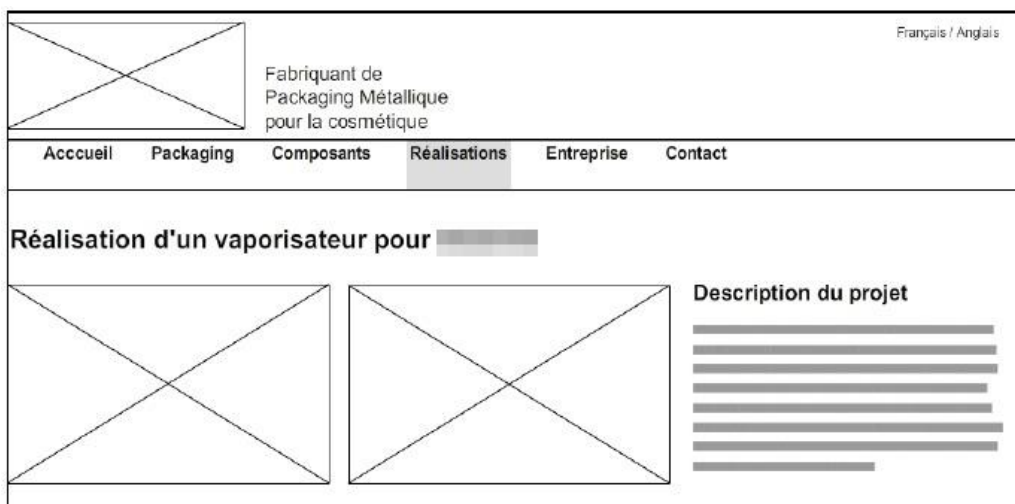 Français / Anglais
Fabriquant de
Packaging Métallique
pour la cosmétique
Acccueil Packaging Composants Réalisations Entreprise Contact
Réalisation d'un vaporisateur pour
Description du projet